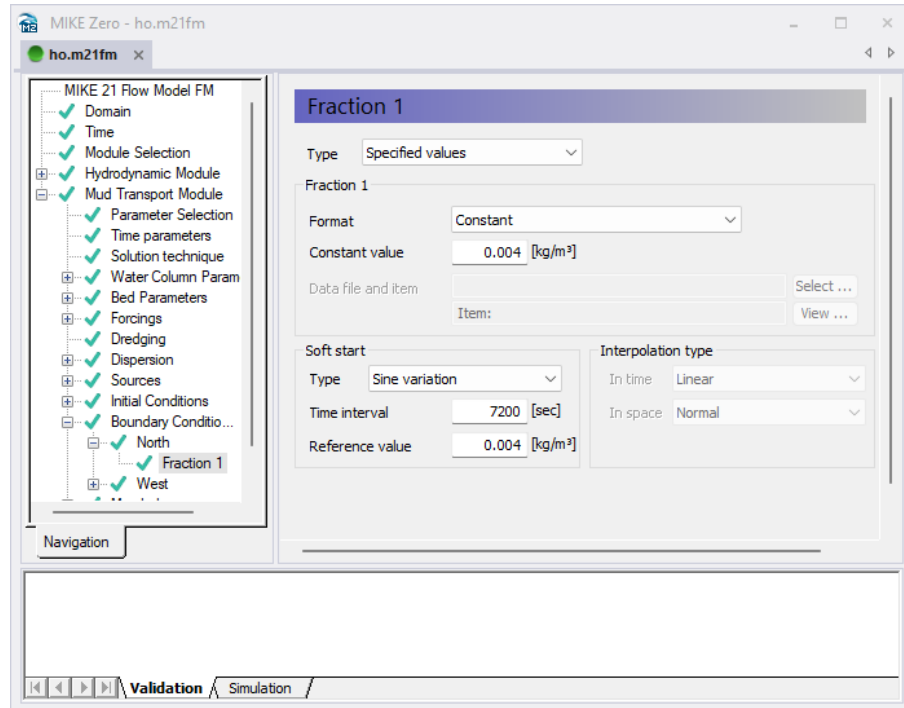 MIKE Zero - ho.m21fm
ho.m21fm
MIKE 21 Flow Model FM
Domain
Time
Module Selection
Hydrodynamic Module
Mud Transport Module
Parameter Selection
Time parameters
Solution technique
Water Column Param
Bed Parameters
Forcings
Dredging
Dispersion
Sources
Initial Conditions
Boundary Conditio...
North
Fraction 1
West
Navigation
Fraction 1
Type Specified values
Fraction 1
Format Constant
Constant value 0.004 [kg/m³]
Data file and item Select ...
Item: View ...
Soft start
Type Sine variation
Time interval 7200 [sec]
Reference value 0.004 [kg/m³]
Interpolation type
In time Linear
In space Normal
Validation Simulation